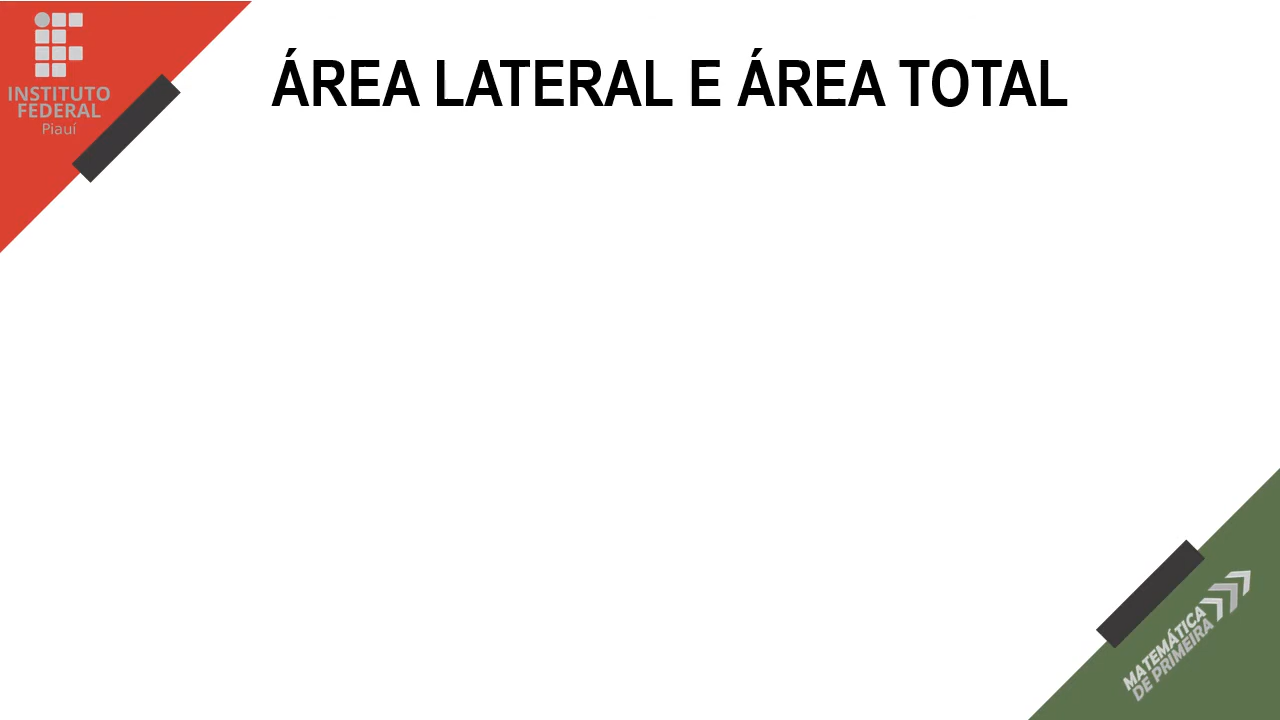 INSTITUTO
FEDERAL
Piauí
ÁREA LATERAL E ÁREA TOTAL
MATEMÁTICA
DE PRIMEIRA